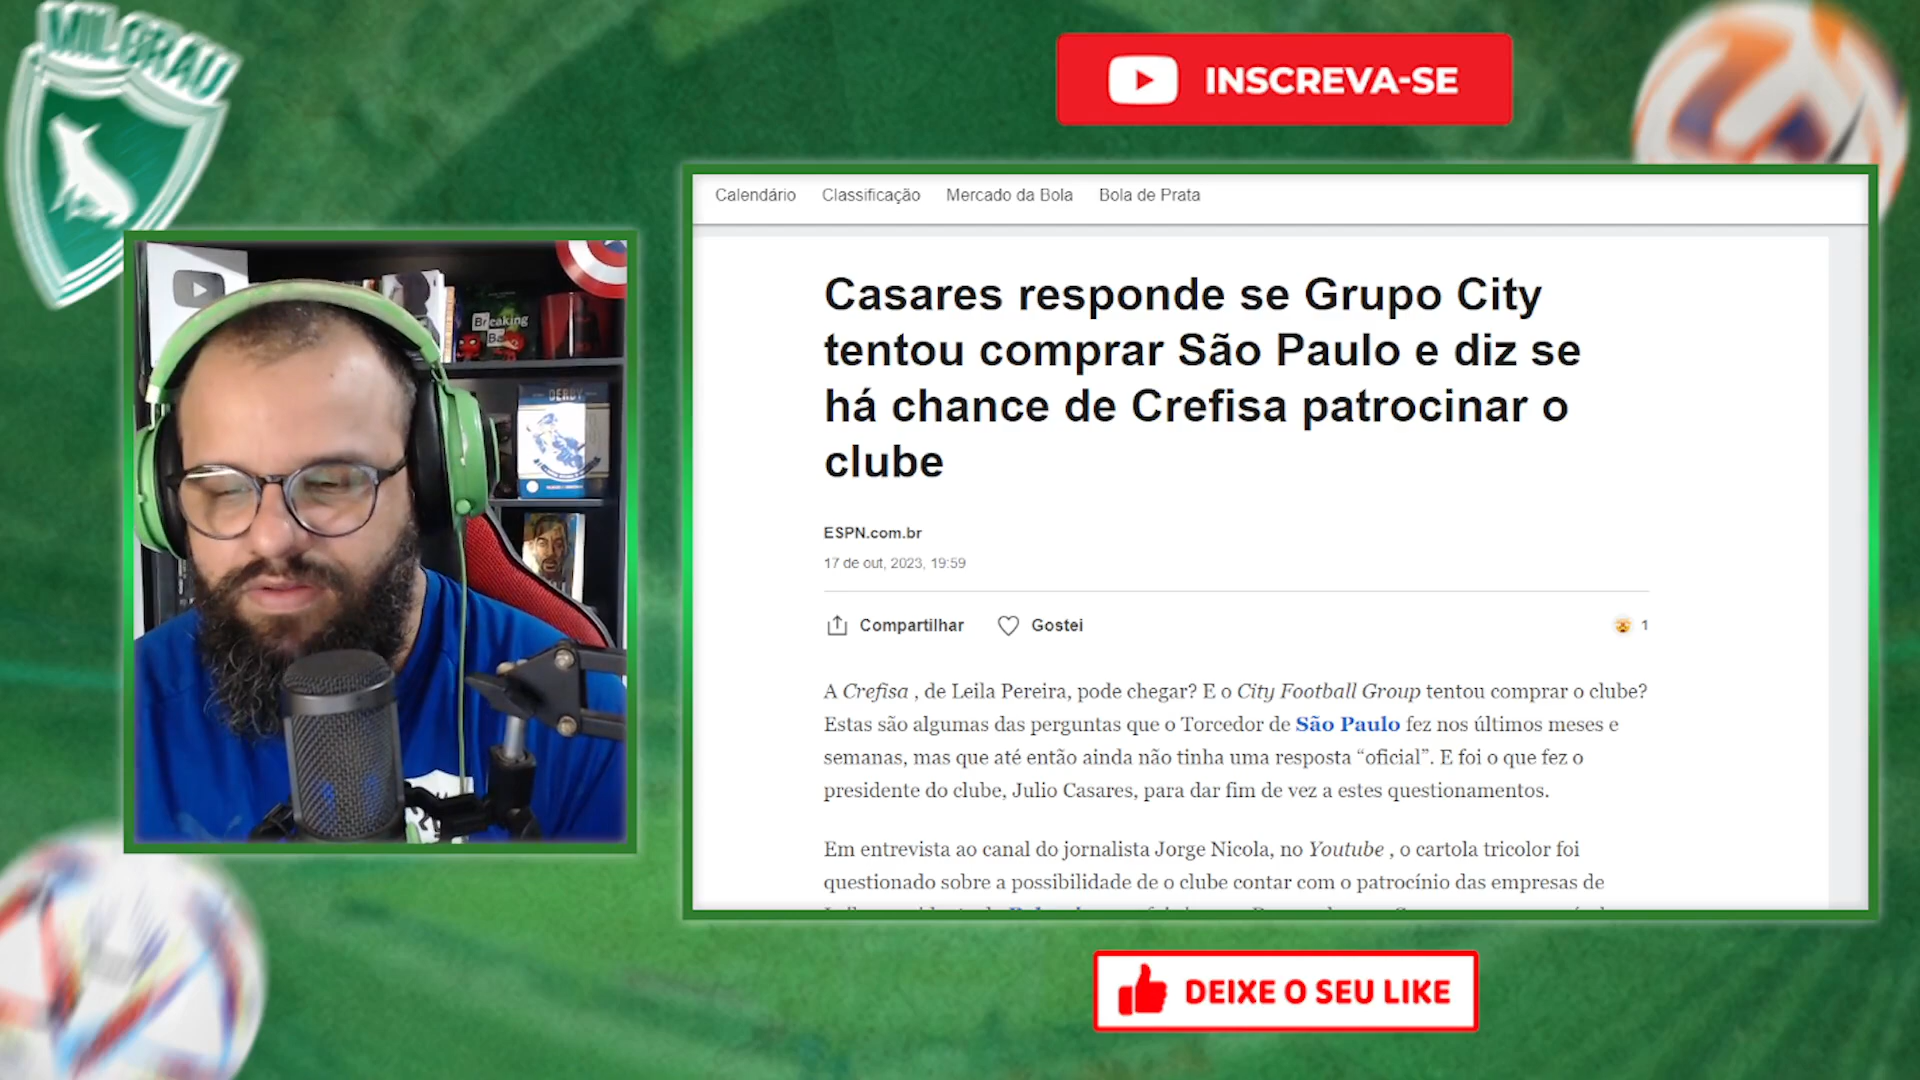 MILGRAU
INSCREVA-SE
Calendário Classificação Mercado da Bola Bola de Prata
Casares responde se Grupo City
tentou comprar São Paulo e diz se
há chance de Crefisa patrocinar o
clube
ESPN.com.br
17 de out, 2023, 19:59
Compartilhar Gostei 1
A Crefisa , de Leila Pereira, pode chegar? E o City Football Group tentou comprar o clube?
Estas são algumas das perguntas que o Torcedor de São Paulo fez nos últimos meses e
semanas, mas que até então ainda não tinha uma resposta “oficial”. E foi o que fez o
presidente do clube, Julio Casares, para dar fim de vez a estes questionamentos.
Em entrevista ao canal do jornalista Jorge Nicola, no Youtube , o cartola tricolor foi
questionado sobre a possibilidade de o clube contar com o patrocínio das empresas de
Breaking
Ba
DERBY
DEIXE O SEU LIKE